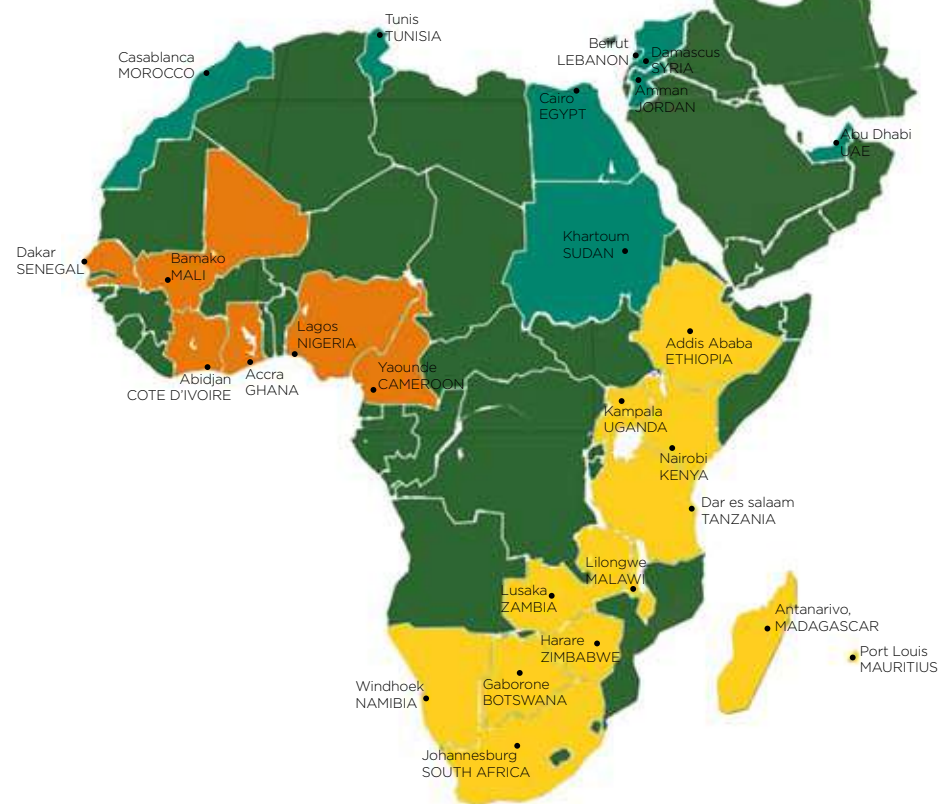 Tunis
TUNISIA
Casablanca
MOROCCO
Beirut
LEBANON
Damascus
SYRIA
Amman
JORDAN
Cairo
EGYPT
Abu Dhabi
UAE
Khartoum
SUDAN
Dakar
SENEGAL
Bamako
MALI
Lagos
NIGERIA
Addis Ababa
ETHIOPIA
Abidjan
COTE D'IVOIRE
Accra
GHANA
Yaounde
CAMEROON
Kampala
UGANDA
Nairobi
KENYA
Dar es salaam
TANZANIA
Lilongwe
MALAWI
Lusaka
ZAMBIA
Antanarivo,
MADAGASCAR
Harare
ZIMBABWE
Port Louis
MAURITIUS
Windhoek
NAMIBIA
Gaborone
BOTSWANA
Johannesburg
SOUTH AFRICA